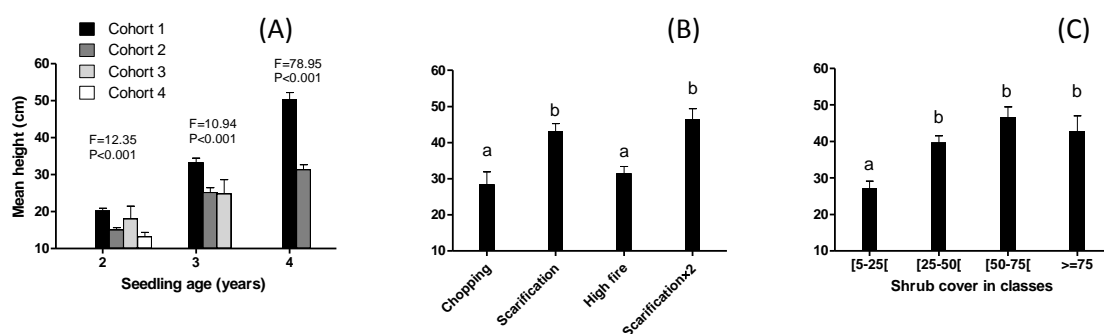 (A)
Cohort 1
Cohort 2
Cohort 3
Cohort 4
Mean height (cm)
60
50
40
30
20
10
F=12.35
P<0.001
F=10.94
P<0.001
F=78.95
P<0.001
2 3 4
Seedling age (years)
(B)
60
50
40
30
20
10
a
b
a
b
Chopping
Scarification
High fire
Scarification×2
(C)
60
50
40
30
20
10
a
b
b
b
[5-25[ [25-50[ [50-75[ >=75
Shrub cover in classes